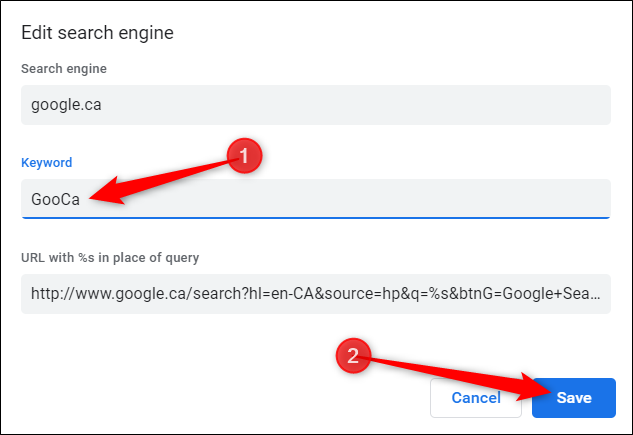 Edit search engine
Search engine
google.ca
1
Keyword
GooCa
URL with %s in place of query
http://www.google.ca/search?hl=en-CA&source=hp&q=%s&btnG=Google+Sea...
2
Cancel Save